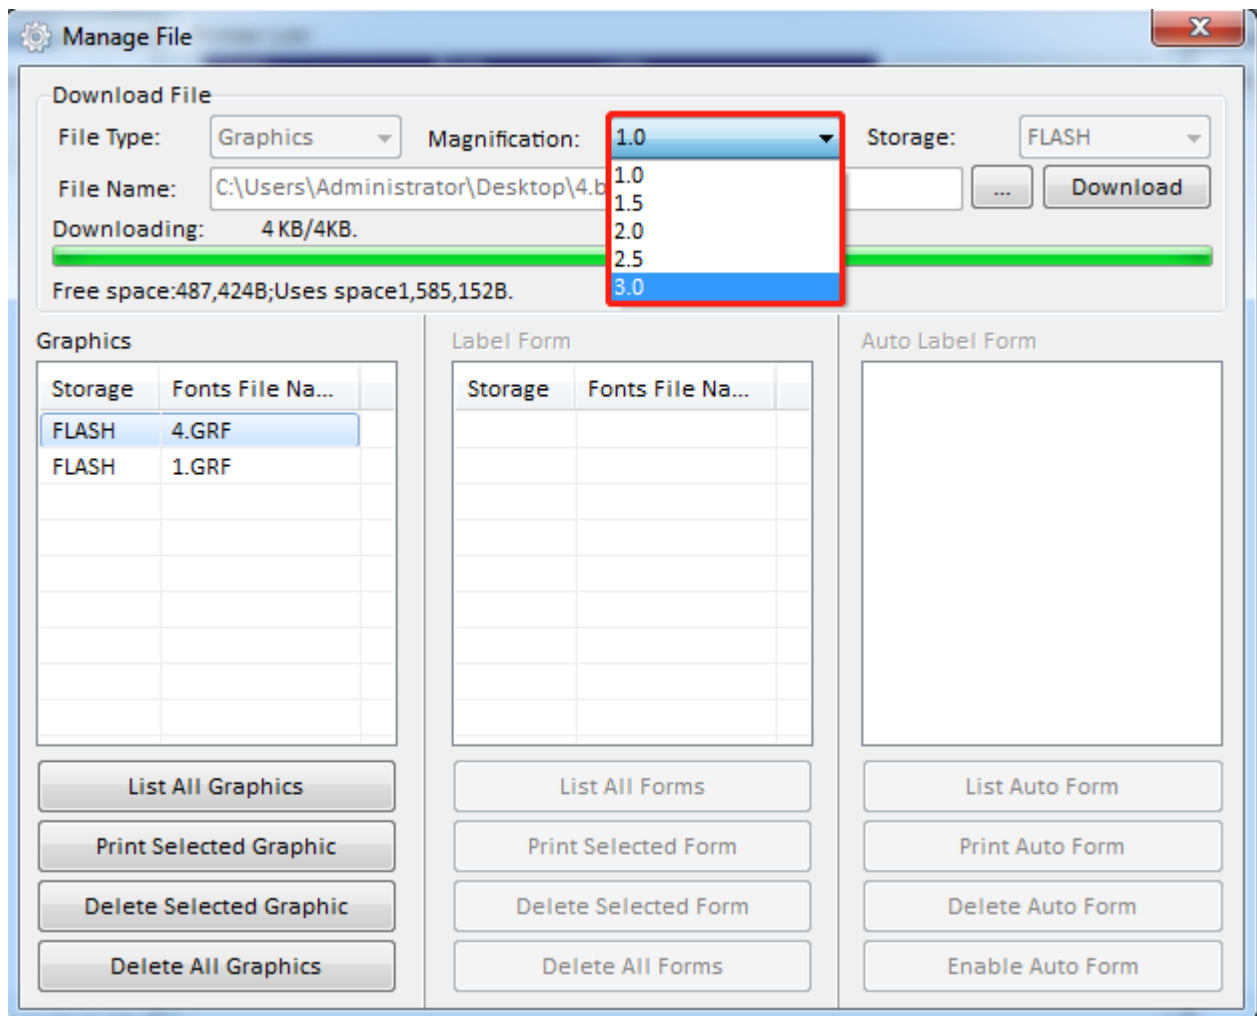 Manage File
Download File
File Type: Graphics Magnification: 1.0 Storage: FLASH
1.0
File Name: C:\Users\Administrator\Desktop\4.b ... Download
1.5
Downloading: 4 KB/4KB. 2.0
2.5
Free space:487,424B;Uses space1,585,152B. 3.0
Graphics Label Form Auto Label Form
Storage Fonts File Na... Storage Fonts File Na...
FLASH 4.GRF
FLASH 1.GRF
List All Graphics List All Forms List Auto Form
Print Selected Graphic Print Selected Form Print Auto Form
Delete Selected Graphic Delete Selected Form Delete Auto Form
Delete All Graphics Delete All Forms Enable Auto Form